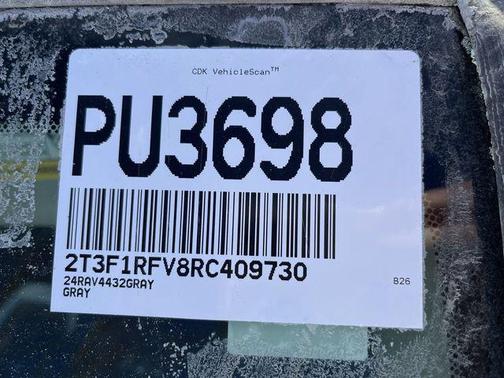 CDK VehicleScan™
PU3698
2T3F1RFV8RC409730
24RAV4432GRAY
GRAY
B26